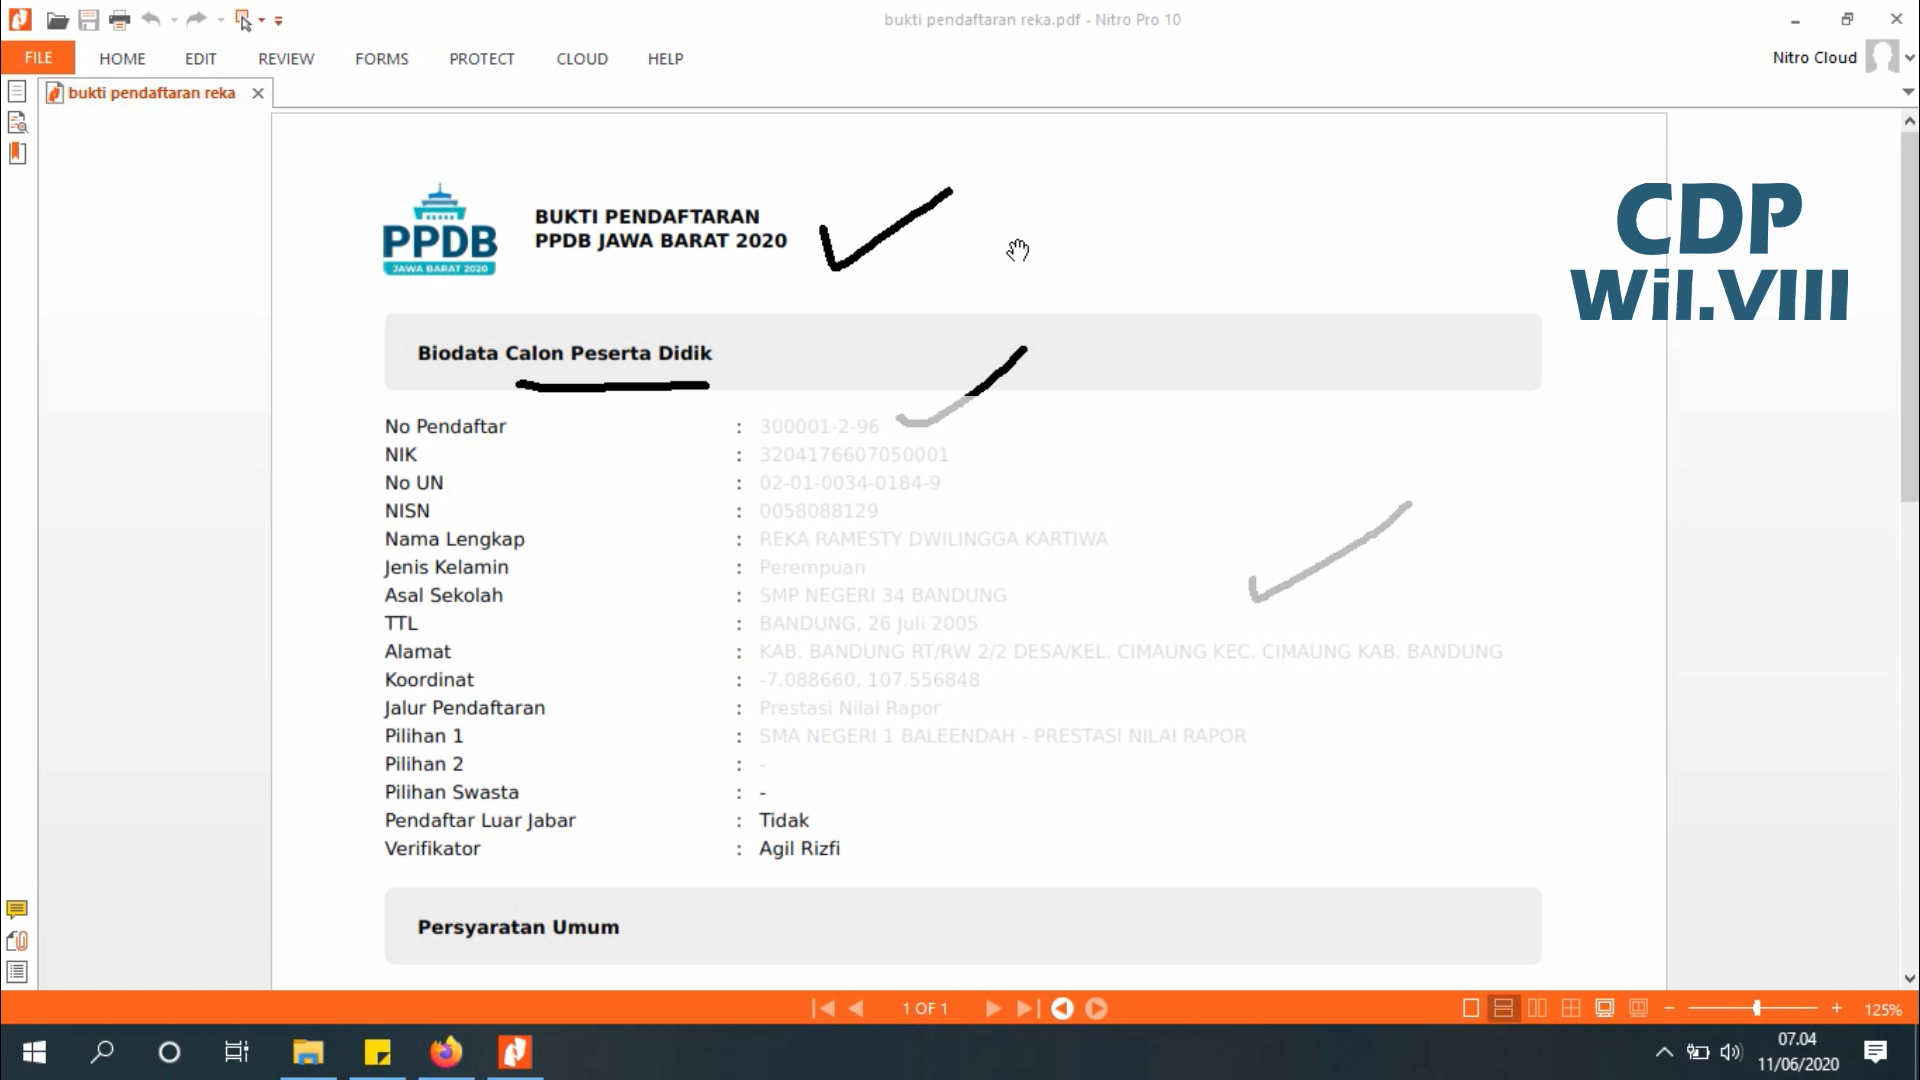 bukti pendaftaran reka.pdf - Nitro Pro 10
FILE HOME EDIT REVIEW FORMS PROTECT CLOUD HELP Nitro Cloud
bukti pendaftaran reka
PPDB
JAWA BARAT 2020
BUKTI PENDAFTARAN
PPDB JAWA BARAT 2020
CDP
Wil.VIII
Biodata Calon Peserta Didik
No Pendaftar : 300001-2-96
NIK : 3204176607050001
No UN : 02-01-0034-0184-9
NISN : 0058088129
Nama Lengkap : REKA RAMESTY DWILINGGA KARTIWA
Jenis Kelamin : Perempuan
Asal Sekolah : SMP NEGERI 34 BANDUNG
TTL : BANDUNG, 26 Juli 2005
Alamat : KAB. BANDUNG RT/RW 2/2 DESA/KEL. CIMAUNG KEC. CIMAUNG KAB. BANDUNG
Koordinat : -7.088660, 107.556848
Jalur Pendaftaran : Prestasi Nilai Rapor
Pilihan 1 : SMA NEGERI 1 BALEENDAH - PRESTASI NILAI RAPOR
Pilihan 2 : -
Pilihan Swasta : -
Pendaftar Luar Jabar : Tidak
Verifikator : Agil Rizfi
Persyaratan Umum
1 OF 1
125%
07.04
11/06/2020